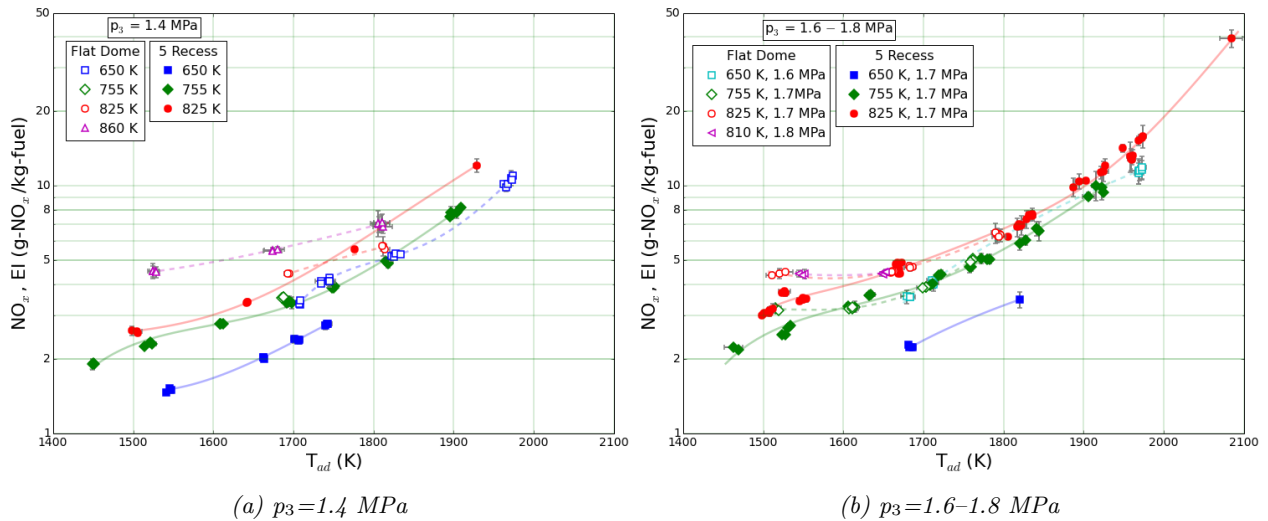 p3 = 1.4 MPa
Flat Dome
650 K
755 K
825 K
860 K
5 Recess
650 K
755 K
825 K
NOx, EI (g-NOx/kg-fuel)
50
20
10
8
5
2
1
1400 1500 1600 1700 1800 1900 2000 2100
Tad (K)
(a) p3=1.4 MPa
p3 = 1.6 – 1.8 MPa
Flat Dome
650 K, 1.6 MPa
755 K, 1.7MPa
825 K, 1.7 MPa
810 K, 1.8 MPa
5 Recess
650 K, 1.7 MPa
755 K, 1.7 MPa
825 K, 1.7 MPa
NOx, EI (g-NOx/kg-fuel)
50
20
10
8
5
2
1
1400 1500 1600 1700 1800 1900 2000 2100
Tad (K)
(b) p3=1.6–1.8 MPa